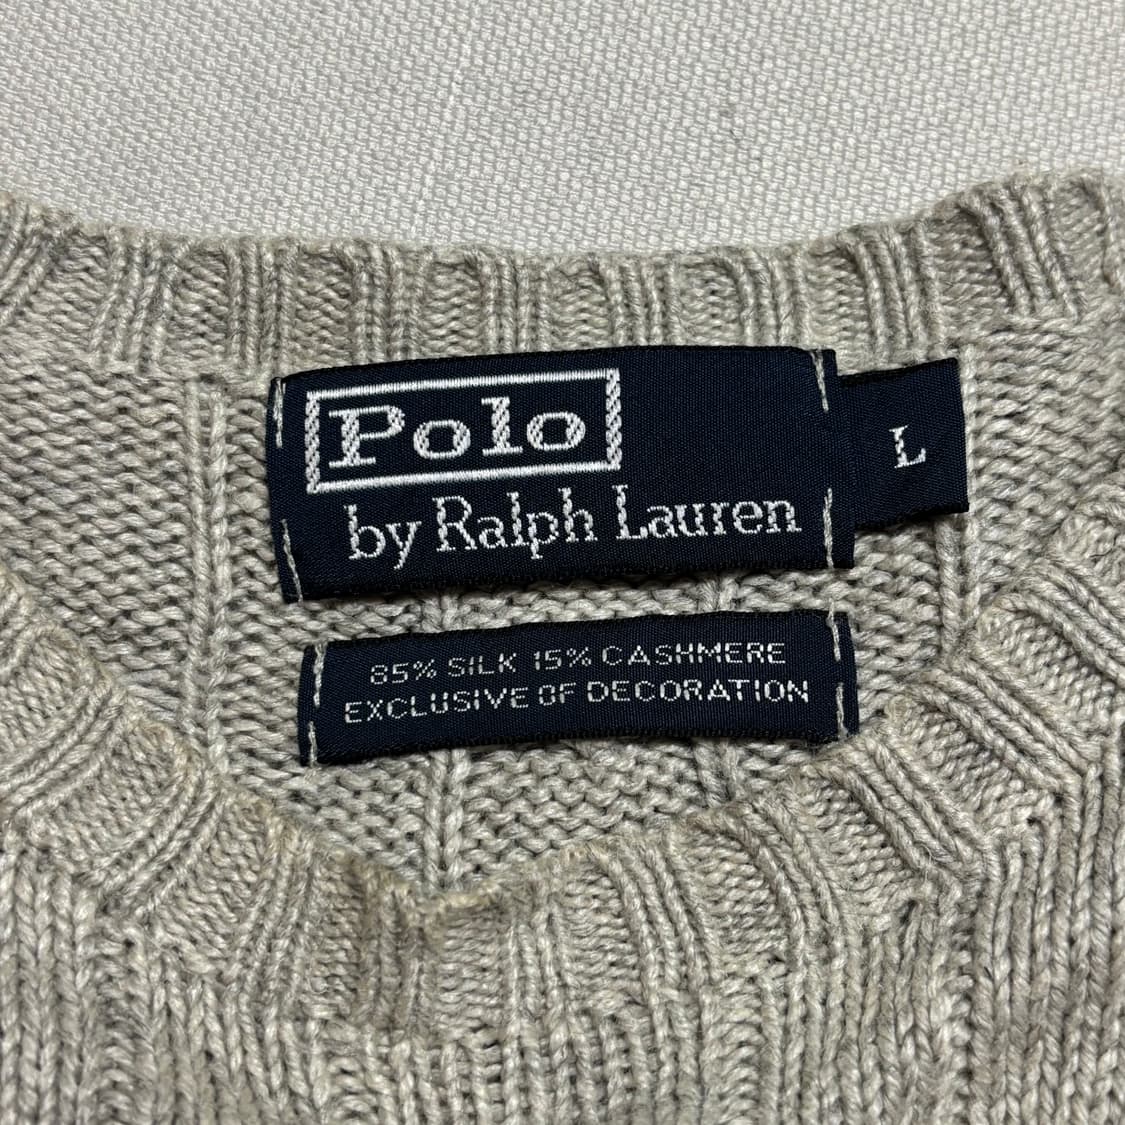 Polo
by Ralph Lauren
L
85% SILK 15% CASHMERE
EXCLUSIVE OF DECORATION